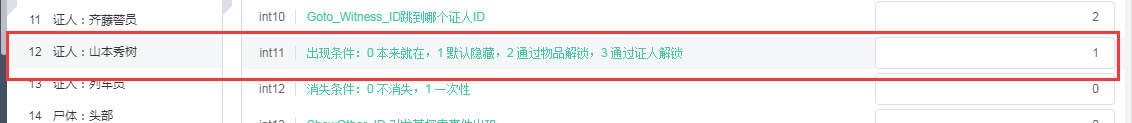 11 证人：齐藤警员
int10 Goto_Witness_ID跳到哪个证人ID 2
12 证人：山本秀树
int11 出现条件：0 本来就在，1 默认隐藏，2 通过物品解锁，3 通过证人解锁 1
13 证人：列车员
int12 消失条件：0 不消失，1 一次性 0
14 尸体：头部